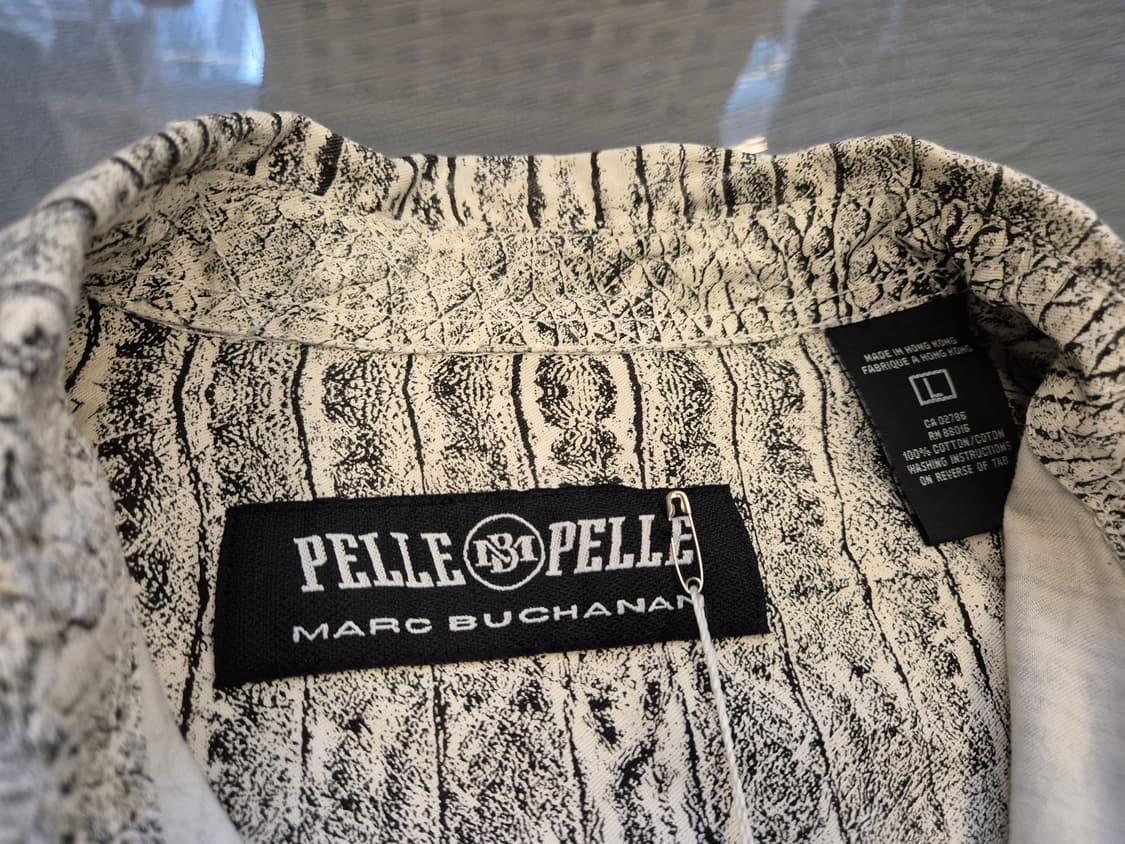 PELLE MB PELLE
MARC BUCHANAN
MADE IN HONG KONG
FABRIQUE A HONG KONG
L
CA 02785
RN 88016
100% COTTON/COTON
WASHING INSTRUCTIONS
ON REVERSE OF TAB